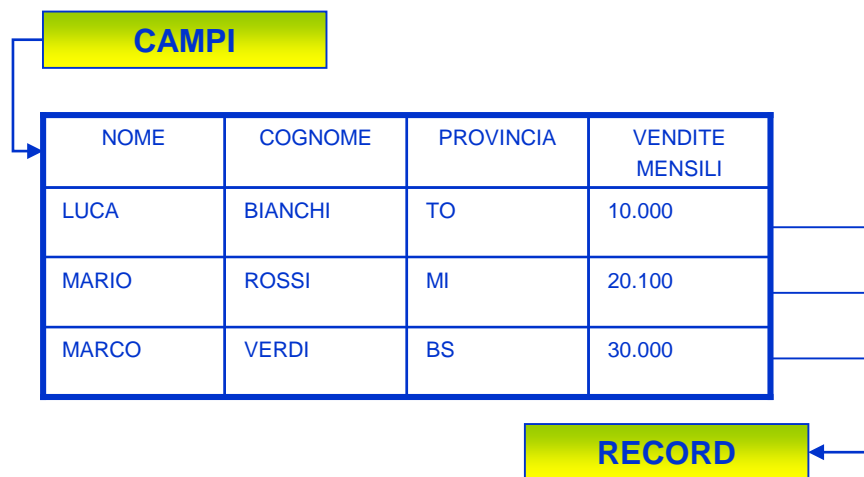 CAMPI
NOME COGNOME PROVINCIA VENDITE
MENSILI
LUCA BIANCHI TO 10.000
MARIO ROSSI MI 20.100
MARCO VERDI BS 30.000
RECORD